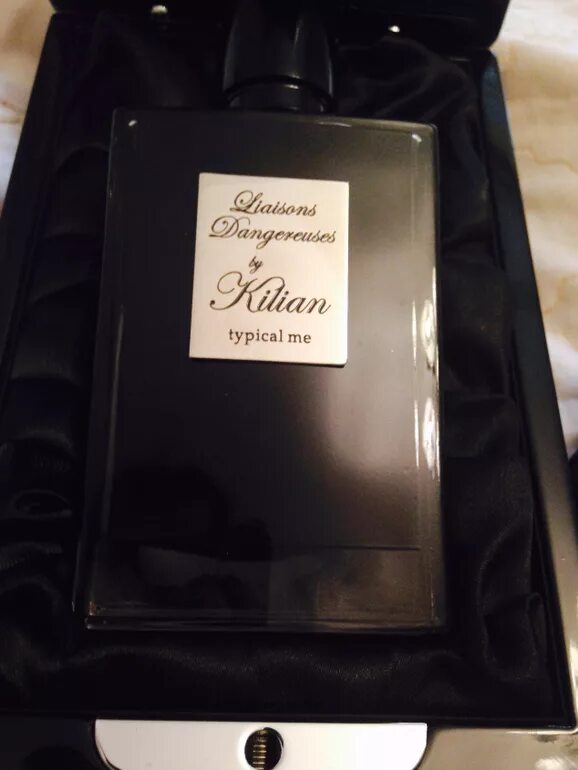 Liaisons
Dangereuses
by
Kilian
typical me